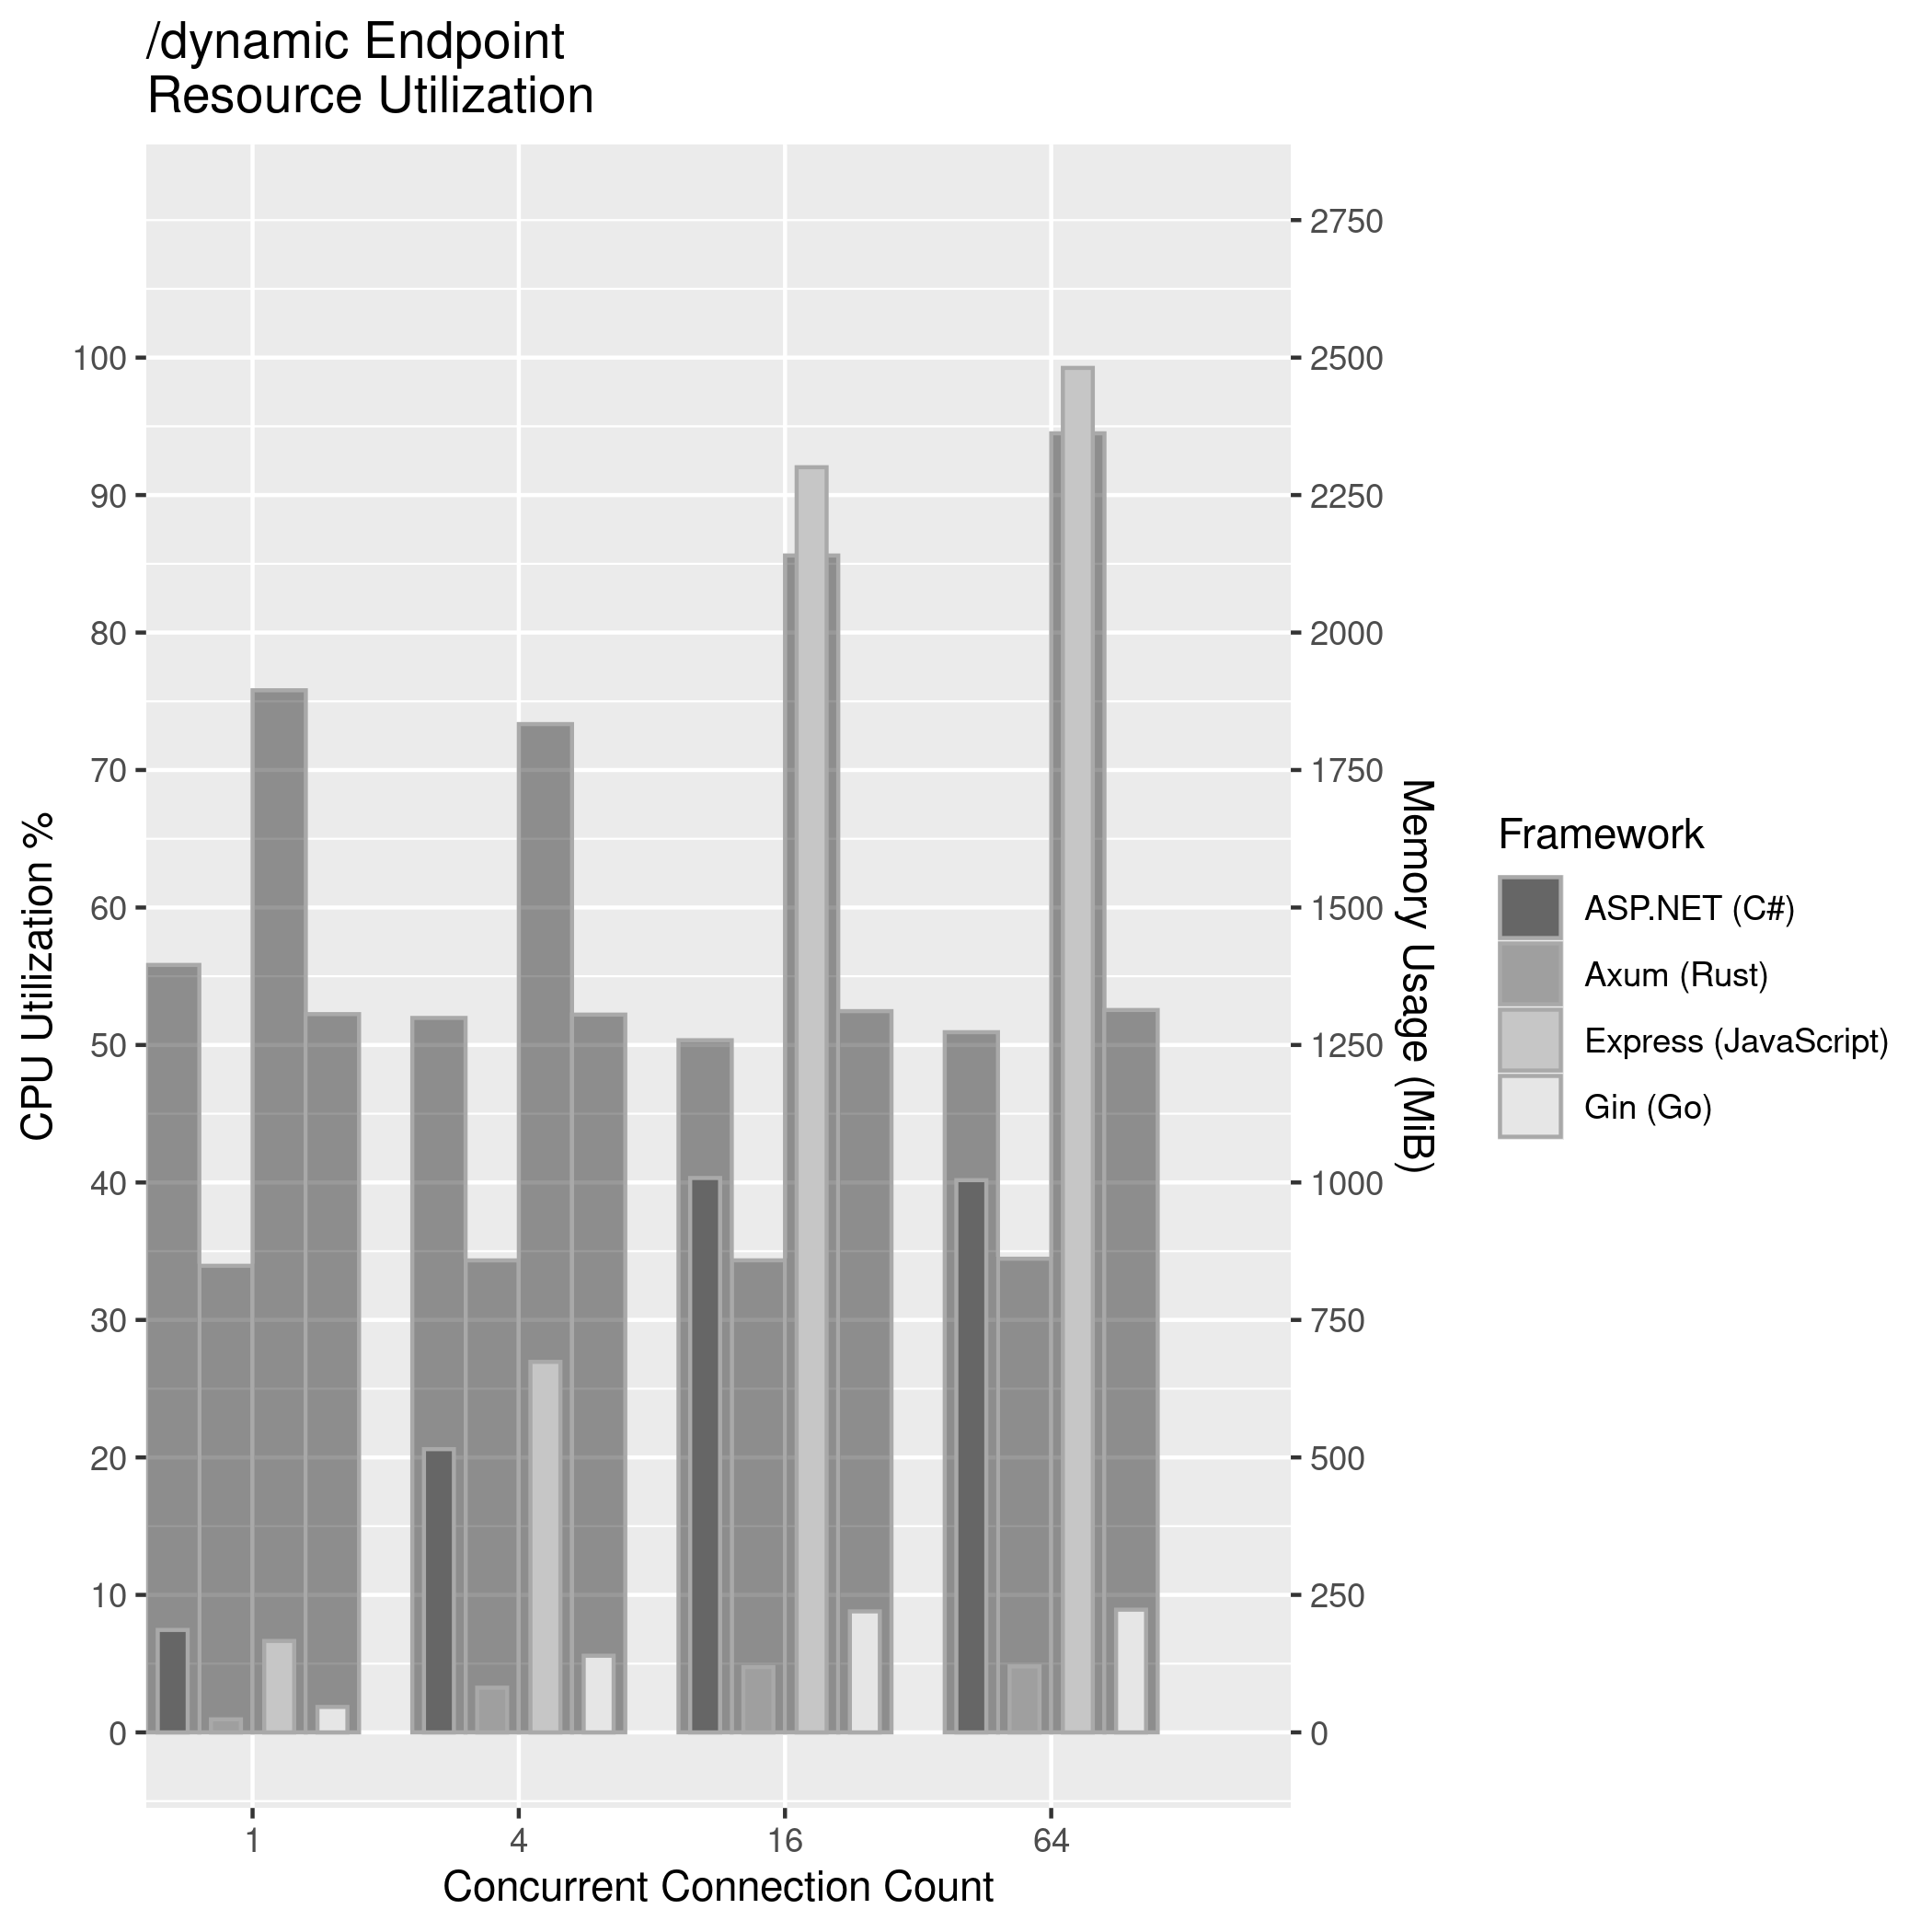 /dynamic Endpoint
Resource Utilization
CPU Utilization %
100
90
80
70
60
50
40
30
20
10
0
2750
2500
2250
2000
1750
1500
1250
1000
750
500
250
0
Memory Usage (MiB)
1 4 16 64
Concurrent Connection Count
Framework
ASP.NET (C#)
Axum (Rust)
Express (JavaScript)
Gin (Go)